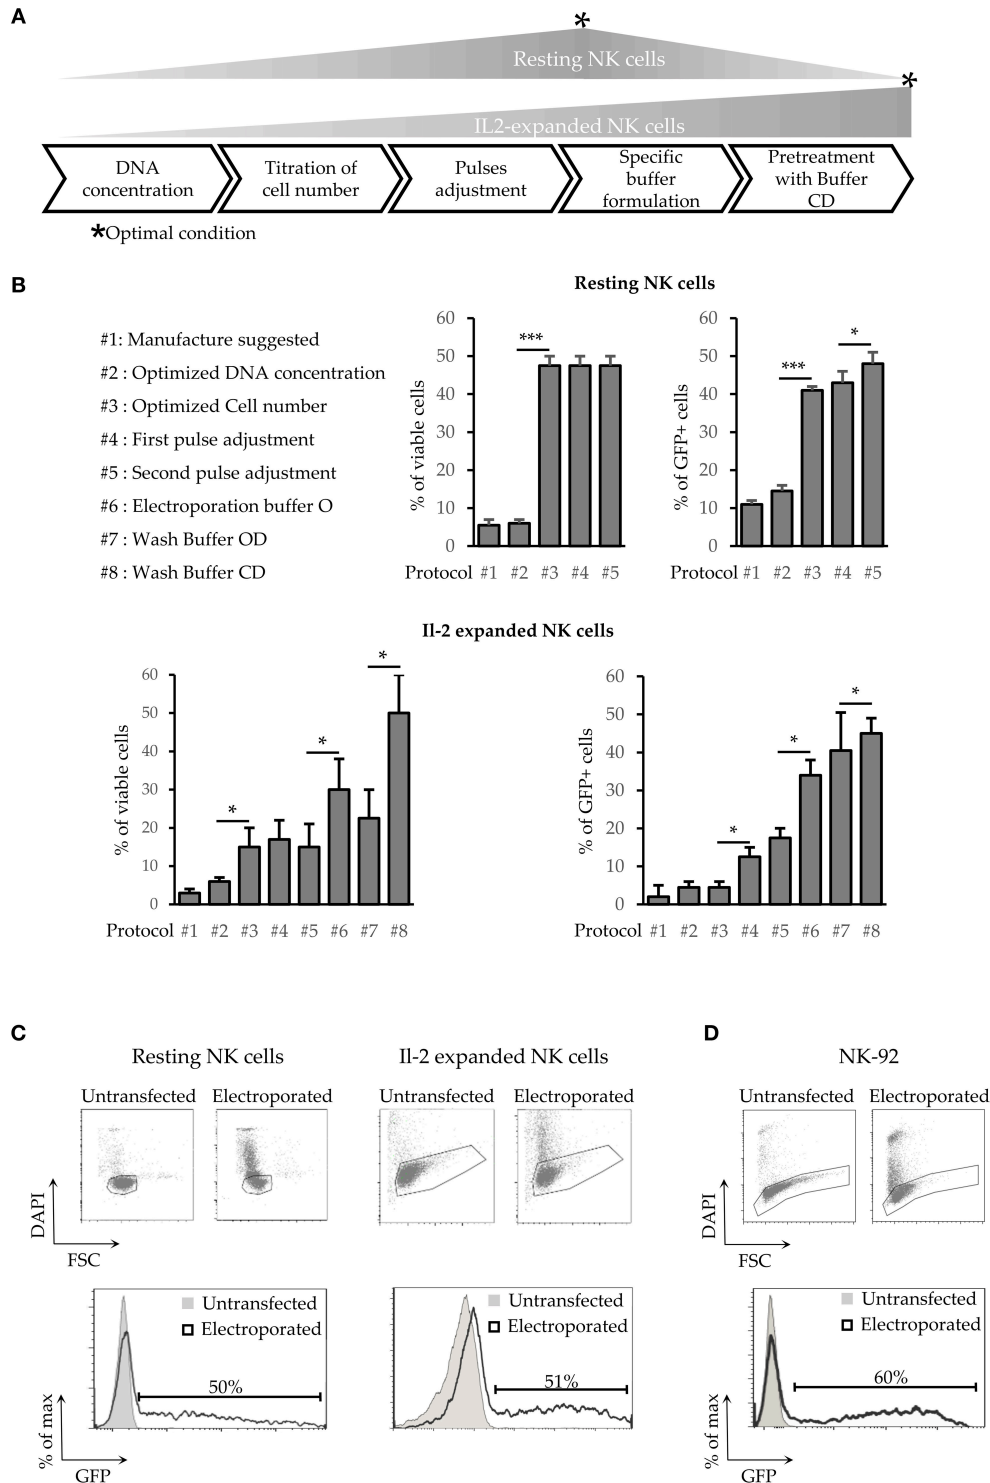 A
*
Resting NK cells
*
IL2-expanded NK cells
DNA
concentration
Titration of
cell number
Pulses
adjustment
Specific
buffer
formulation
Pretreatment
with Buffer
CD
*Optimal condition
B
Resting NK cells
#1: Manufacture suggested
#2 : Optimized DNA concentration
#3 : Optimized Cell number
#4 : First pulse adjustment
#5 : Second pulse adjustment
#6 : Electroporation buffer O
#7 : Wash Buffer OD
#8 : Wash Buffer CD
% of viable cells
60
50
40
30
20
10
0
***
Protocol #1 #2 #3 #4 #5
% of GFP+ cells
60
50
40
30
20
10
0
***
*
Protocol #1 #2 #3 #4 #5
Il-2 expanded NK cells
% of viable cells
60
50
40
30
20
10
0
*
*
*
Protocol #1 #2 #3 #4 #5 #6 #7 #8
% of GFP+ cells
60
50
40
30
20
10
0
*
*
*
Protocol #1 #2 #3 #4 #5 #6 #7 #8
C
Resting NK cells
Untransfected Electroporated
Il-2 expanded NK cells
Untransfected Electroporated
DAPI
FSC
Untransfected
Electroporated
50%
Untransfected
Electroporated
51%
% of max
GFP
D
NK-92
Untransfected Electroporated
DAPI
FSC
Untransfected
Electroporated
60%
% of max
GFP